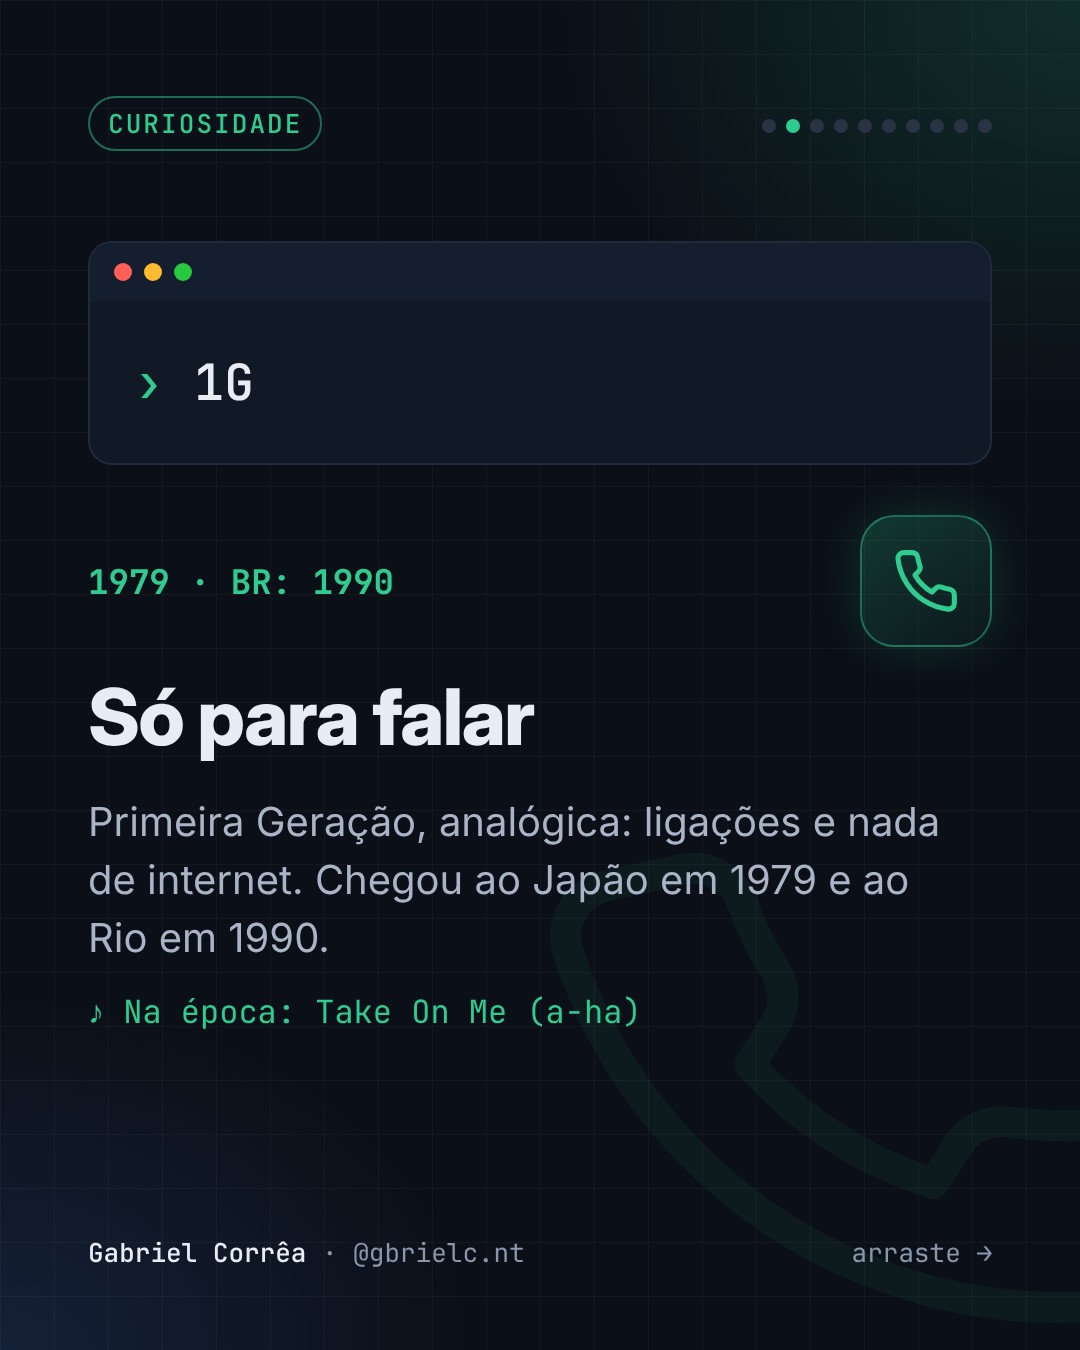 CURIOSIDADE
› 1G
1979 · BR: 1990
Só para falar
Primeira Geração, analógica: ligações e nada
de internet. Chegou ao Japão em 1979 e ao
Rio em 1990.
♪ Na época: Take On Me (a-ha)
Gabriel Corrêa · @gbrielc.nt
arraste →